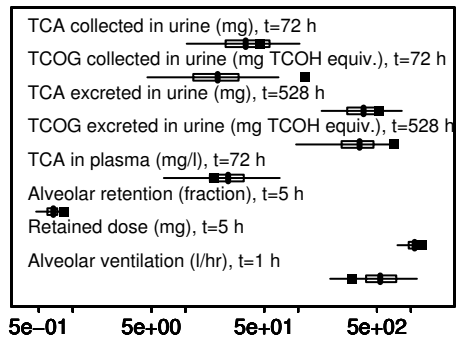 TCA collected in urine (mg), t=72 h
TCOG collected in urine (mg TCOH equiv.), t=72 h
TCA excreted in urine (mg), t=528 h
TCOG excreted in urine (mg TCOH equiv.), t=528 h
TCA in plasma (mg/l), t=72 h
Alveolar retention (fraction), t=5 h
Retained dose (mg), t=5 h
Alveolar ventilation (l/hr), t=1 h
5e−01 5e+00 5e+01 5e+02